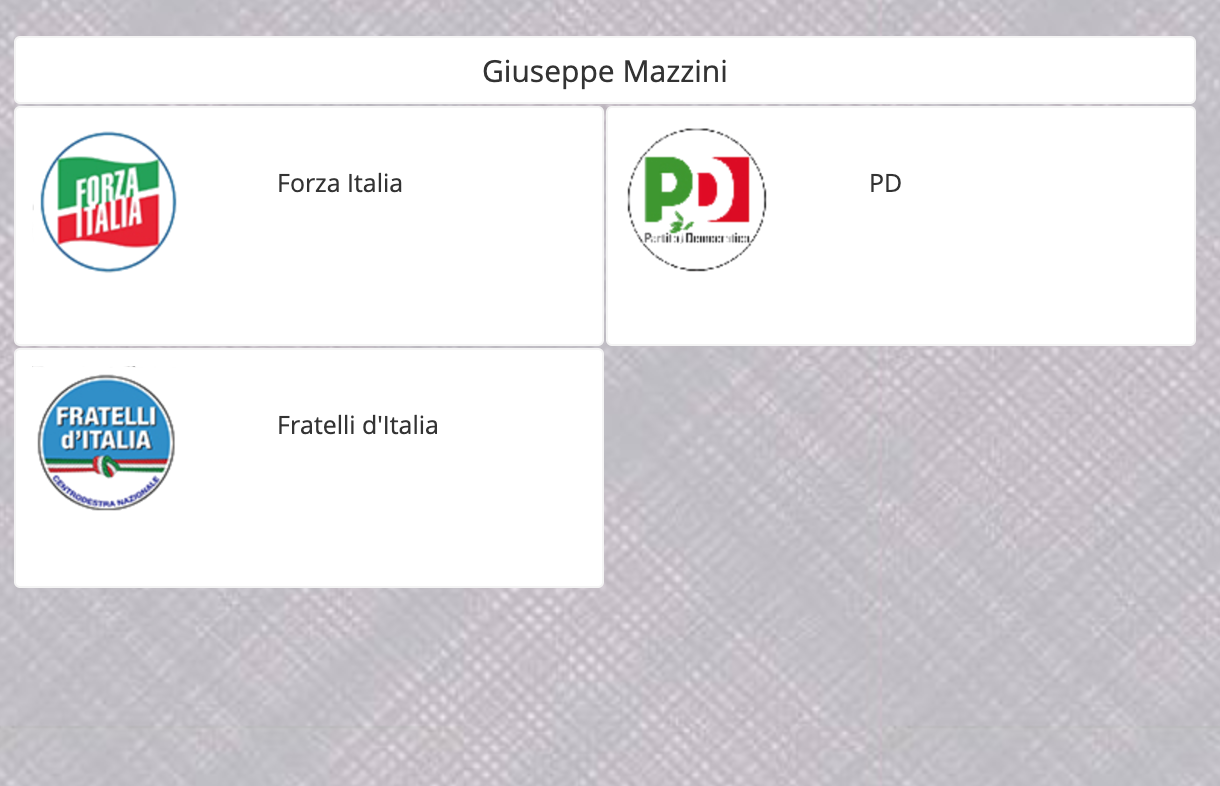 Giuseppe Mazzini
FORZA
ITALIA
Forza Italia
PD
Partito Democratico
PD
FRATELLI
d'ITALIA
CENTRODESTRA NAZIONALE
Fratelli d'Italia